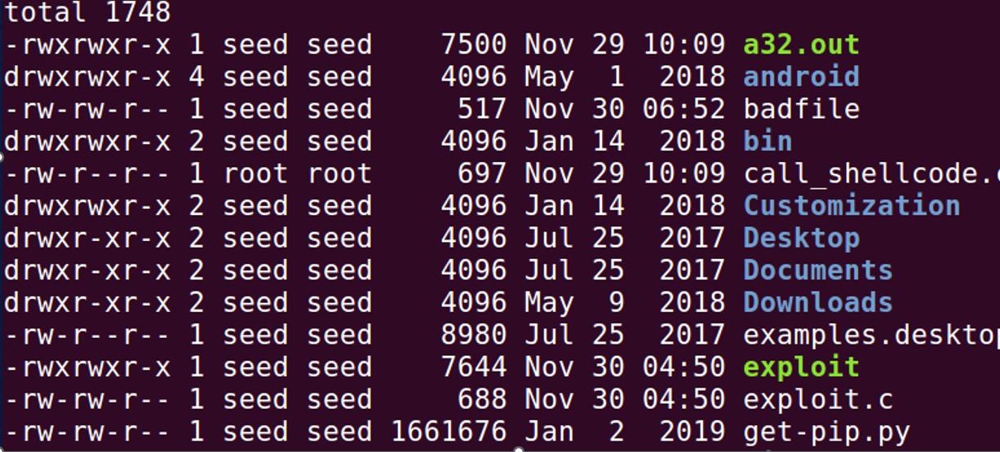 total 1748
-rwxrwxr-x 1 seed seed    7500 Nov 29 10:09 a32.out
drwxrwxr-x 4 seed seed    4096 May  1  2018 android
-rw-rw-r-- 1 seed seed     517 Nov 30 06:52 badfile
drwxrwxr-x 2 seed seed    4096 Jan 14  2018 bin
-rw-r--r-- 1 root root     697 Nov 29 10:09 call_shellcode.
drwxrwxr-x 2 seed seed    4096 Jan 14  2018 Customization
drwxr-xr-x 2 seed seed    4096 Jul 25  2017 Desktop
drwxr-xr-x 2 seed seed    4096 Jul 25  2017 Documents
drwxr-xr-x 2 seed seed    4096 May  9  2018 Downloads
-rw-r--r-- 1 seed seed    8980 Jul 25  2017 examples.desktop
-rwxrwxr-x 1 seed seed    7644 Nov 30 04:50 exploit
-rw-rw-r-- 1 seed seed     688 Nov 30 04:50 exploit.c
-rw-rw-r-- 1 seed seed 1661676 Jan  2  2019 get-pip.py